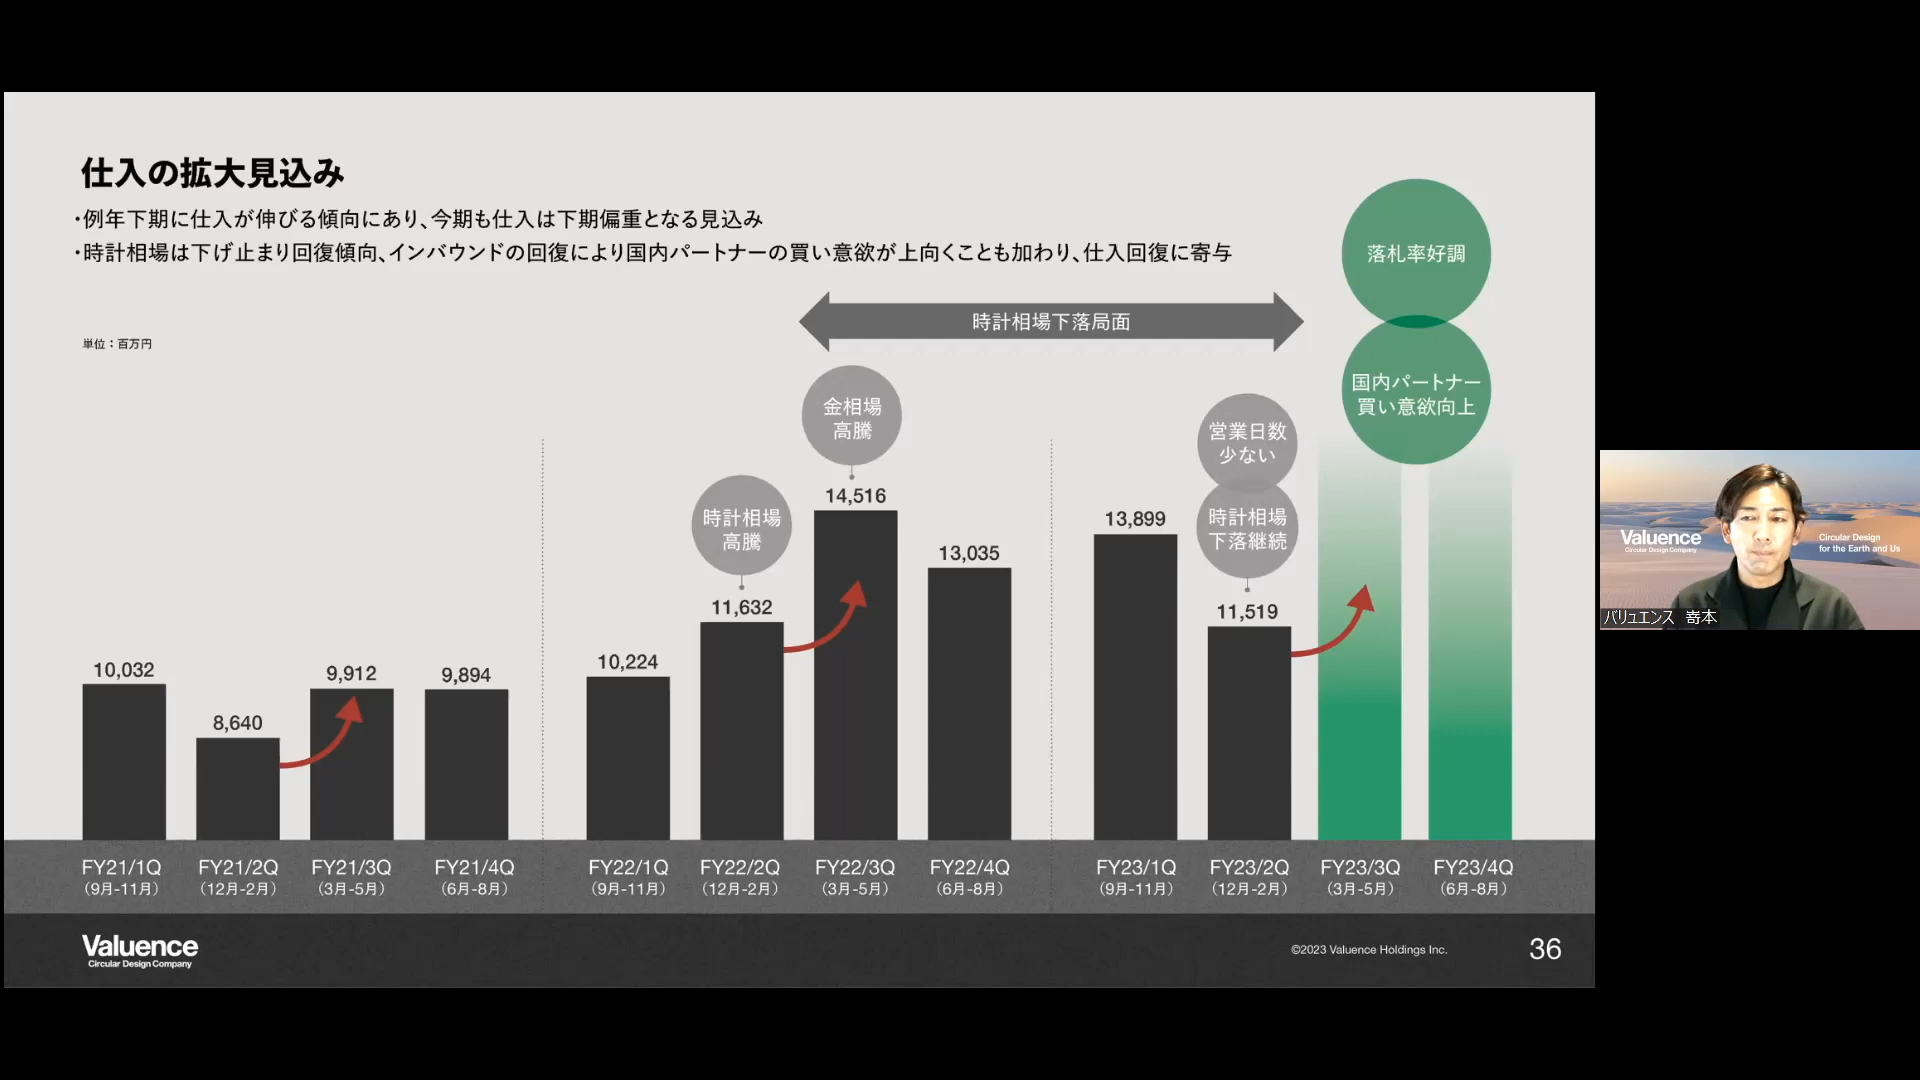 仕入の拡大見込み
・例年下期に仕入が伸びる傾向にあり、今期も仕入は下期偏重となる見込み
・時計相場は下げ止まり回復傾向、インバウンドの回復により国内パートナーの買い意欲が上向くことも加わり、仕入回復に寄与
単位：百万円
時計相場下落局面
落札率好調
国内パートナー
買い意欲向上
金相場
高騰
時計相場
高騰
営業日数
少ない
時計相場
下落継続
10,032
8,640
9,912
9,894
10,224
11,632
14,516
13,035
13,899
11,519
FY21/1Q
（9月-11月）
FY21/2Q
（12月-2月）
FY21/3Q
（3月-5月）
FY21/4Q
（6月-8月）
FY22/1Q
（9月-11月）
FY22/2Q
（12月-2月）
FY22/3Q
（3月-5月）
FY22/4Q
（6月-8月）
FY23/1Q
（9月-11月）
FY23/2Q
（12月-2月）
FY23/3Q
（3月-5月）
FY23/4Q
（6月-8月）
Valuence
Circular Design Company
©2023 Valuence Holdings Inc.
36
Valuence
Circular Design Company
Circular Design
for the Earth and Us
バリュエンス 嵜本